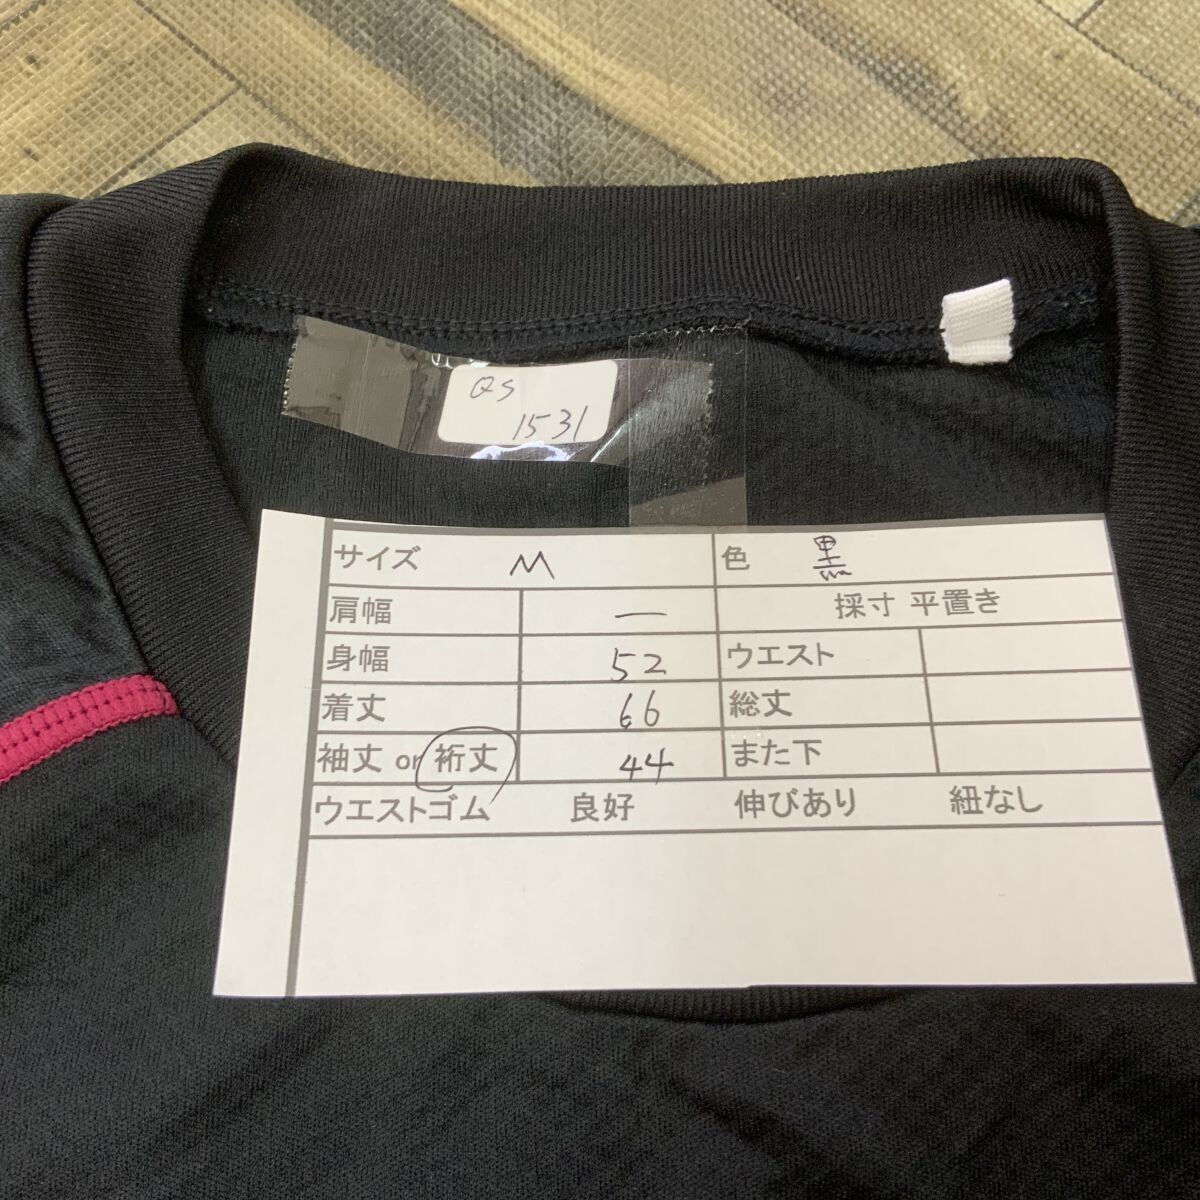 QS
1531
サイズ M 色 黒
肩幅 — 採寸 平置き
身幅 52 ウエスト
着丈 66 総丈
袖丈 or 裄丈 44 また下
ウエストゴム 良好 伸びあり 紐なし